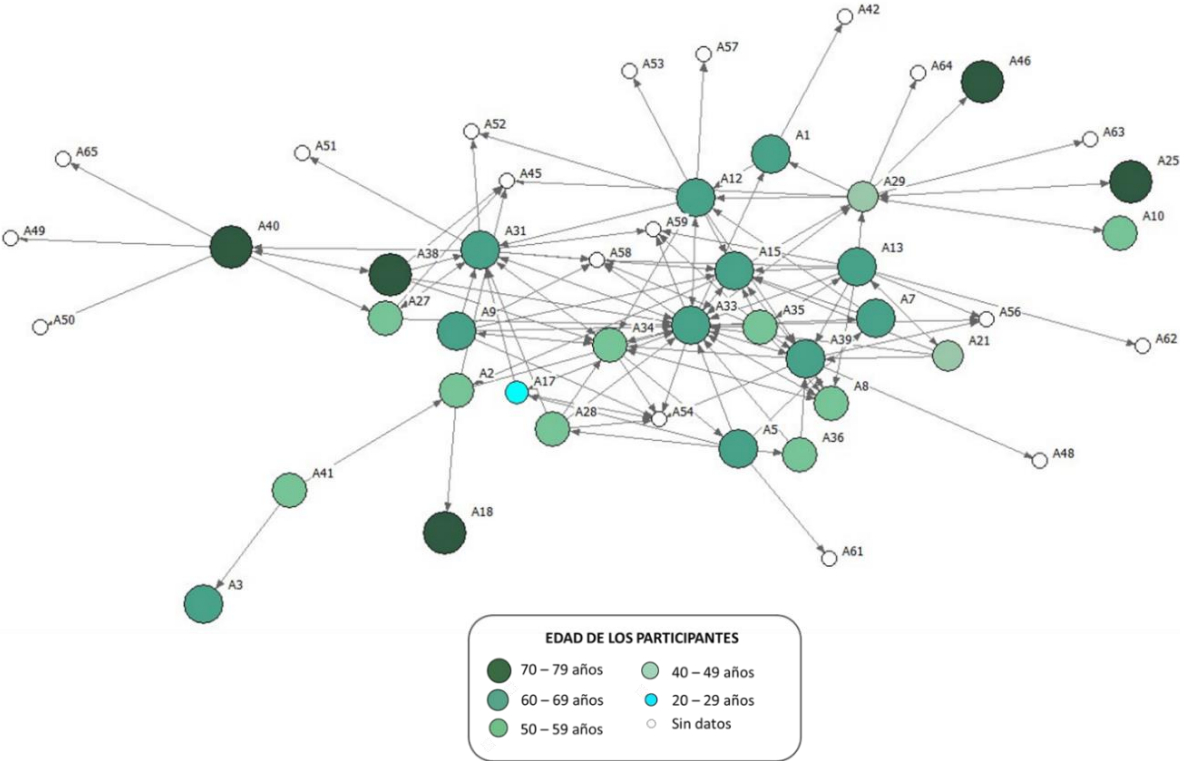 A42
A57
A53
A64
A46
A52
A1
A63
A65
A51
A45
A12
A29
A25
A59
A10
A40
A49
A31
A38
A58
A15
A13
A27
A9
A33
A35
A7
A56
A50
A34
A39
A21
A62
A2
A17
A8
A28
A54
A5
A36
A48
A41
A18
A61
A3
EDAD DE LOS PARTICIPANTES
70 – 79 años
40 – 49 años
60 – 69 años
20 – 29 años
50 – 59 años
Sin datos